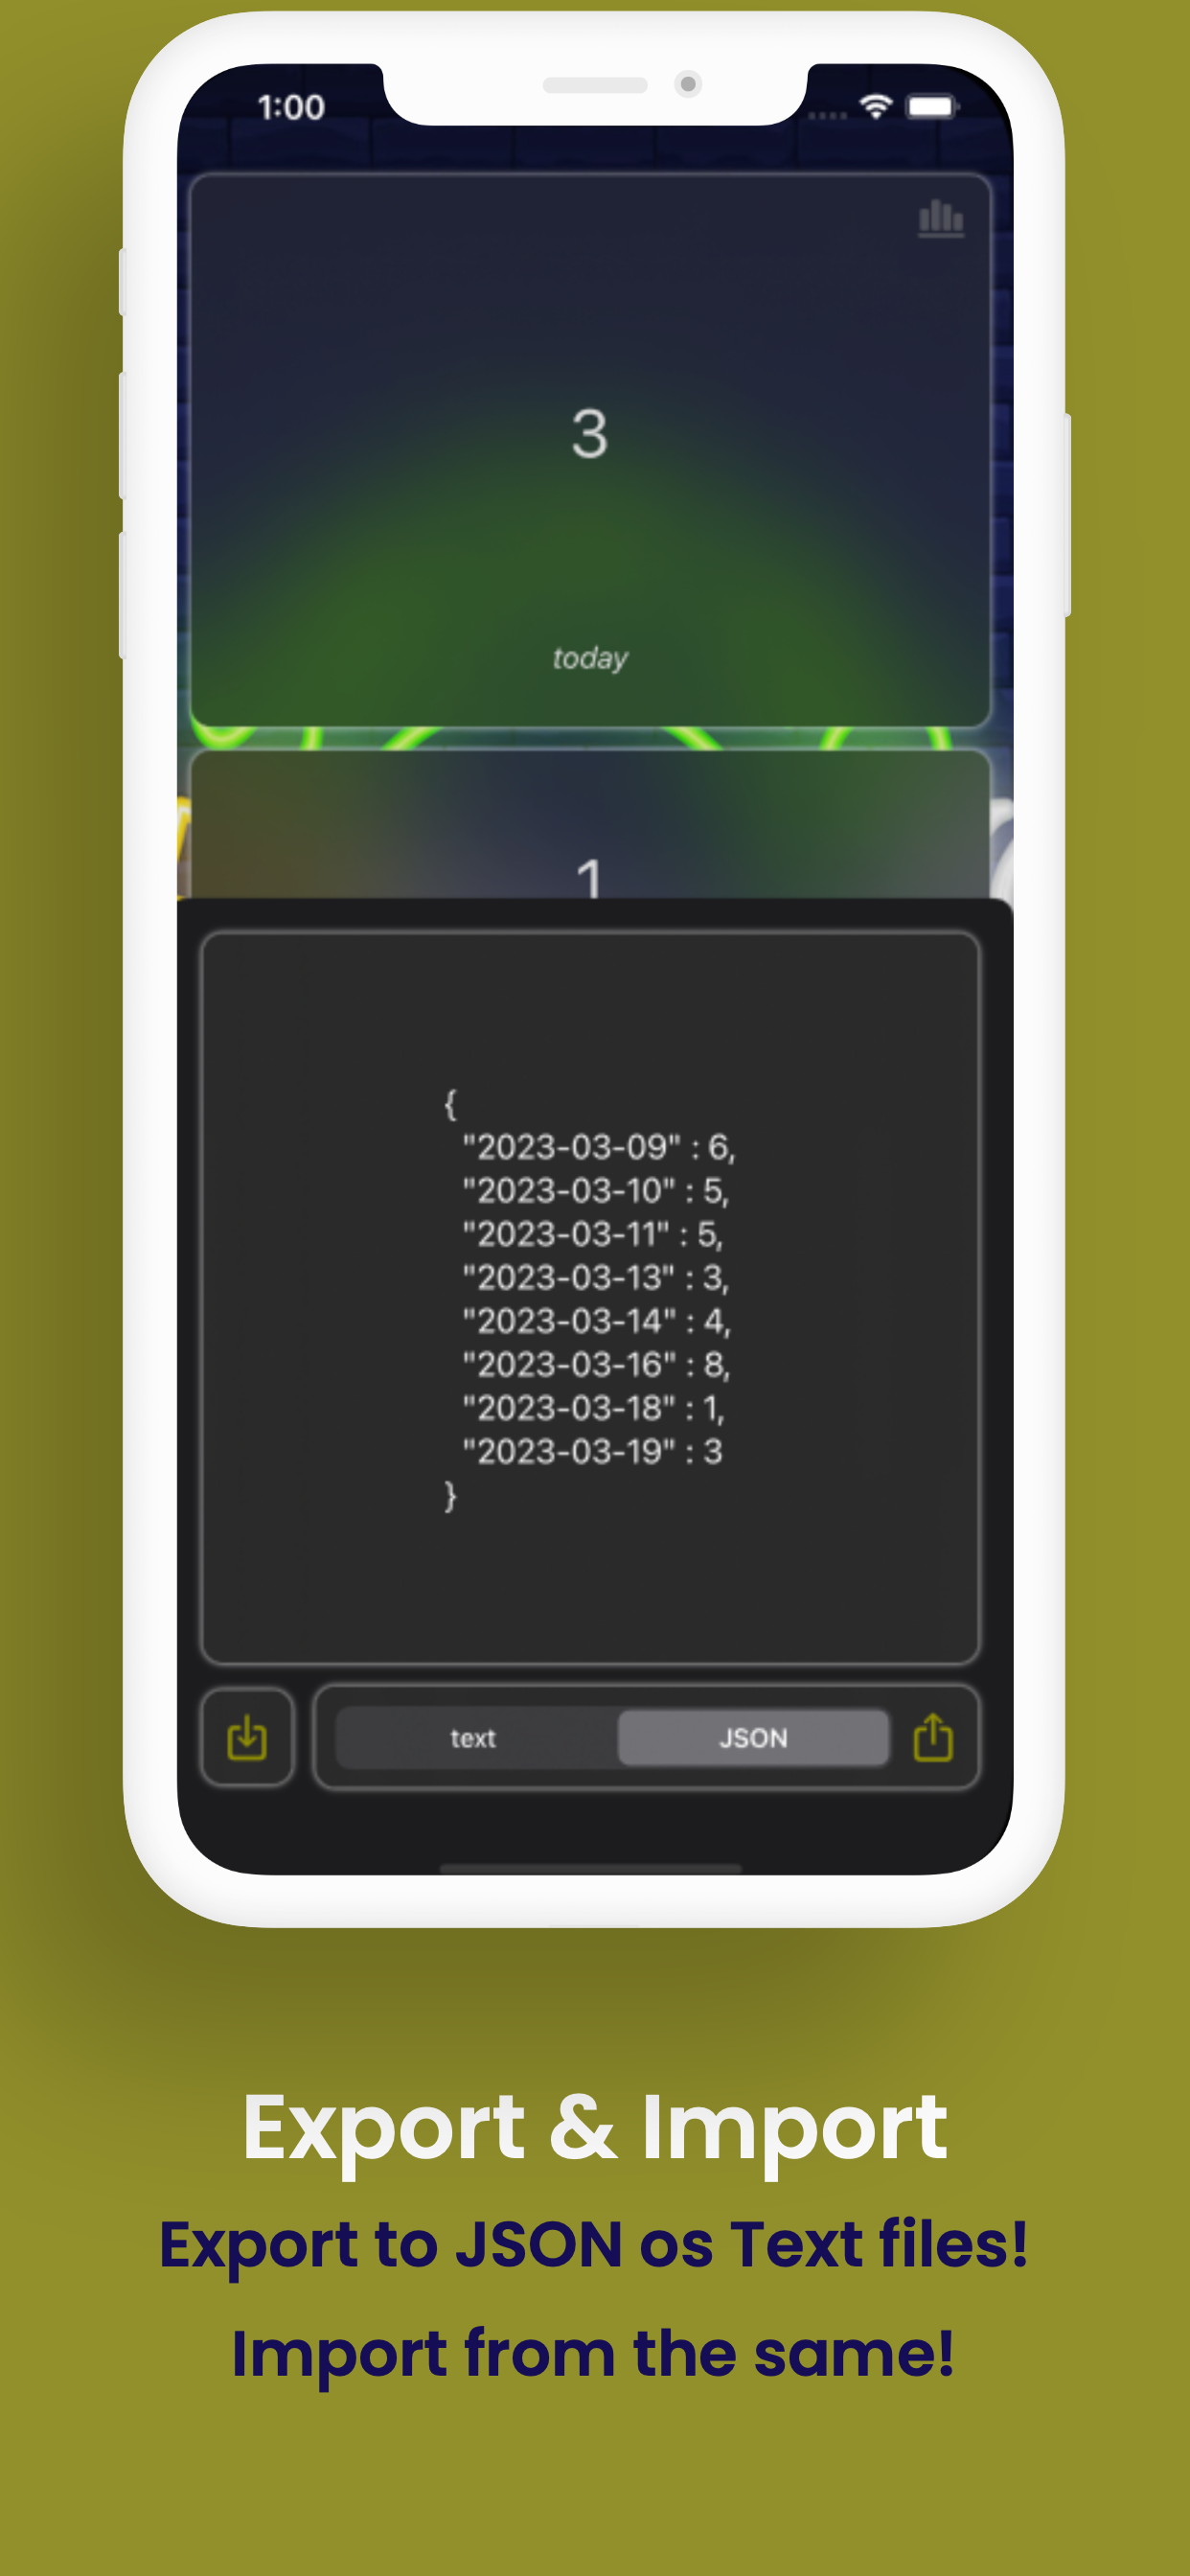 1:00
3
today
1
{
"2023-03-09" : 6,
"2023-03-10" : 5,
"2023-03-11" : 5,
"2023-03-13" : 3,
"2023-03-14" : 4,
"2023-03-16" : 8,
"2023-03-18" : 1,
"2023-03-19" : 3
}
text JSON
Export & Import
Export to JSON os Text files!
Import from the same!